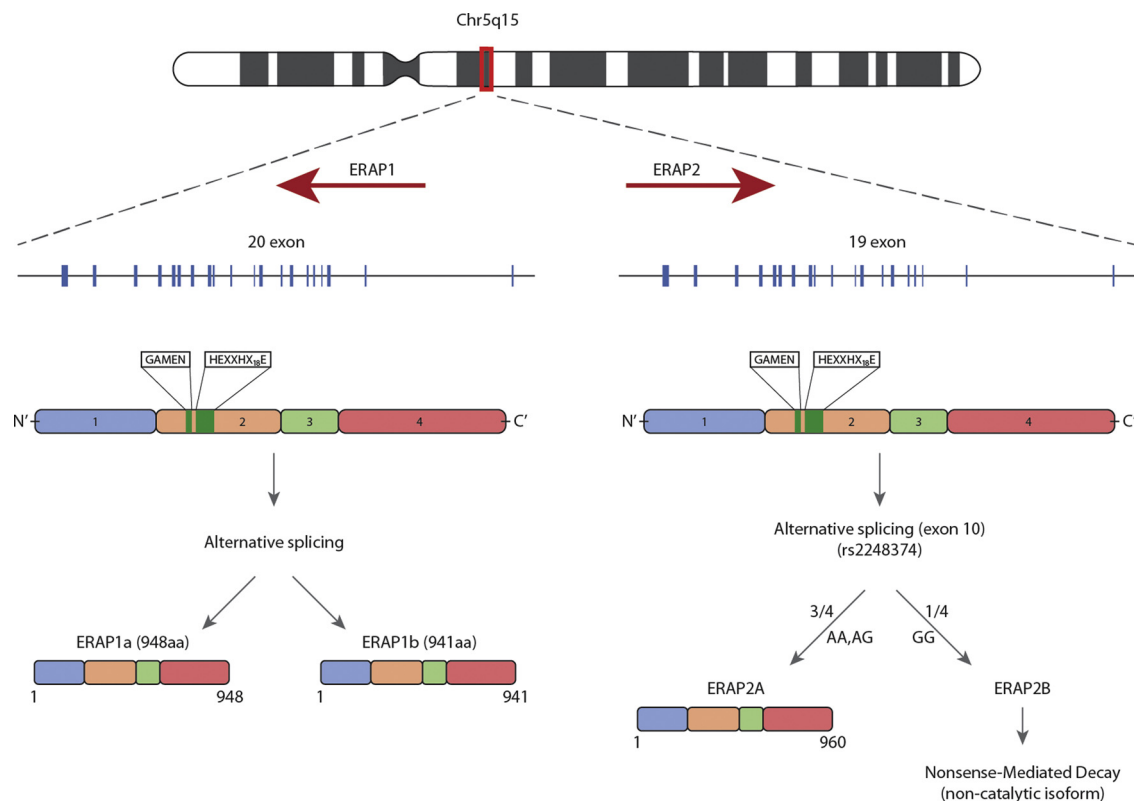 Chr5q15
ERAP1
ERAP2
20 exon
19 exon
GAMEN
HEXXHX₁₈E
GAMEN
HEXXHX₁₈E
N′
1
2
3
4
C′
N′
1
2
3
4
C′
Alternative splicing
Alternative splicing (exon 10)
(rs2248374)
3/4
1/4
AA,AG
GG
ERAP1a (948aa)
ERAP1b (941aa)
1
948
1
941
ERAP2A
ERAP2B
1
960
Nonsense-Mediated Decay
(non-catalytic isoform)